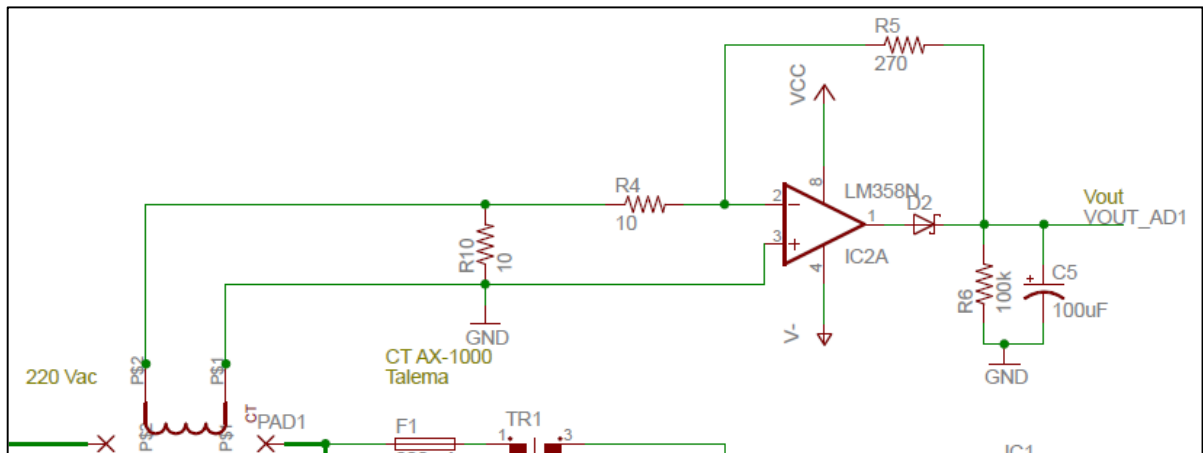 R5
270
VCC
8
LM358N
D2
R4
10
2
3
1
4
IC2A
Vout
VOUT_AD1
R10
10
R6
100k
C5
+
100uF
V-
GND
GND
CT AX-1000
Talema
220 Vac
P$2
P$1
CT
PAD1
P$2
P$1
F1
TR1
1
3